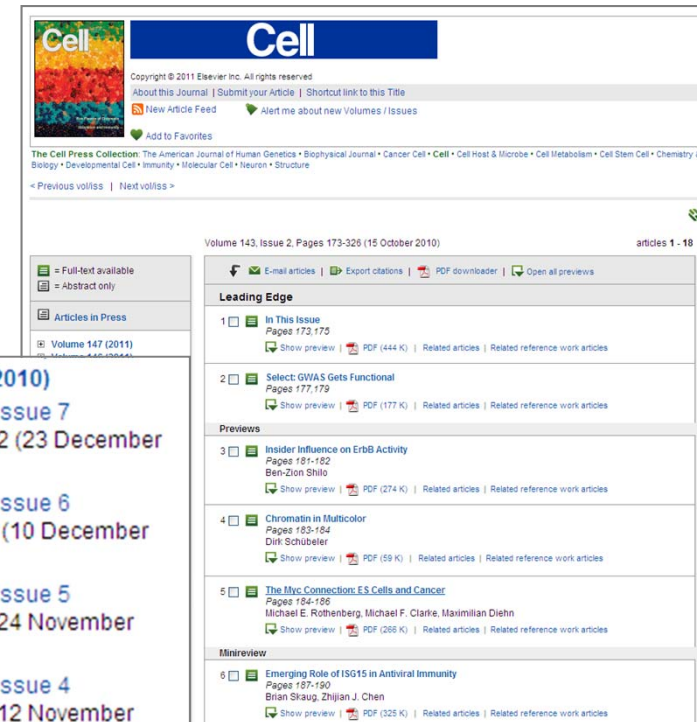 Cell
Cell
Copyright © 2011 Elsevier Inc. All rights reserved
About this Journal | Submit your Article | Shortcut link to this Title
New Article Feed Alert me about new Volumes / Issues
Add to Favorites
The Cell Press Collection: The American Journal of Human Genetics • Biophysical Journal • Cancer Cell • Cell • Cell Host & Microbe • Cell Metabolism • Cell Stem Cell • Chemistry &
Biology • Developmental Cell • Immunity • Molecular Cell • Neuron • Structure
< Previous vol/iss | Next vol/iss >
Volume 143, Issue 2, Pages 173-326 (15 October 2010) articles 1 - 18
= Full-text available
= Abstract only
Articles in Press
Volume 147 (2011)
E-mail articles | Export citations | PDF downloader | Open all previews
Leading Edge
1 In This Issue
Pages 173,175
Show preview | PDF (444 K) | Related articles | Related reference work articles
2 Select: GWAS Gets Functional
Pages 177,179
Show preview | PDF (177 K) | Related articles | Related reference work articles
Previews
3 Insider Influence on ErbB Activity
Pages 181-182
Ben-Zion Shilo
Show preview | PDF (274 K) | Related articles | Related reference work articles
4 Chromatin in Multicolor
Pages 183-184
Dirk Schübeler
Show preview | PDF (59 K) | Related articles | Related reference work articles
5 The Myc Connection: ES Cells and Cancer
Pages 184-186
Michael E. Rothenberg, Michael F. Clarke, Maximilian Diehn
Show preview | PDF (266 K) | Related articles | Related reference work articles
Minireview
6 Emerging Role of ISG15 in Antiviral Immunity
Pages 187-190
Brian Skaug, Zhijian J. Chen
Show preview | PDF (325 K) | Related articles | Related reference work articles
2010)
ssue 7
2 (23 December
ssue 6
(10 December
ssue 5
24 November
ssue 4
12 November